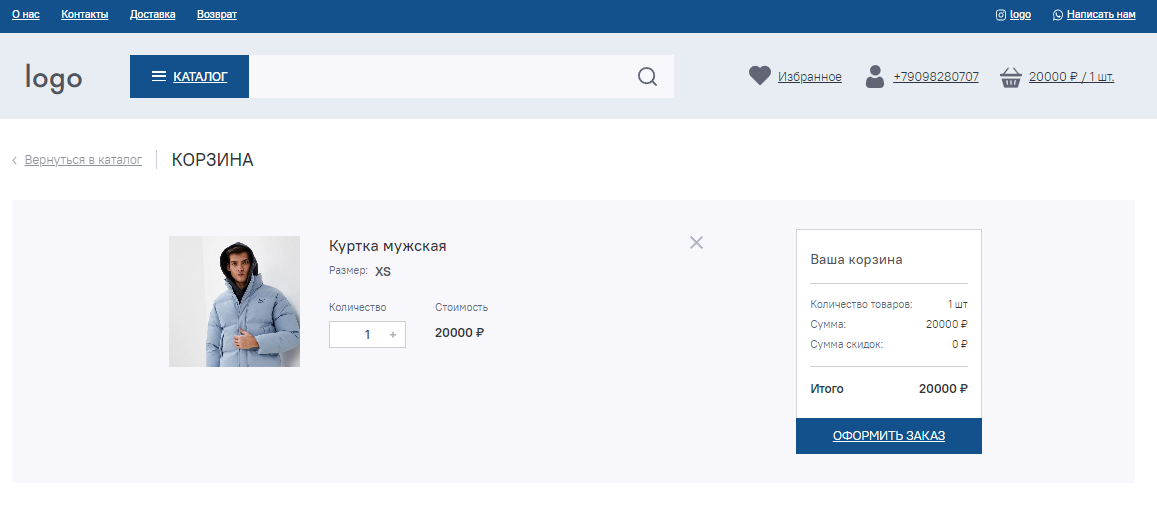 О нас Контакты Доставка Возврат logo Написать нам
logo КАТАЛОГ Избранное +79098280707 20000 ₽ / 1 шт.
Вернуться в каталог КОРЗИНА
Куртка мужская
Размер: XS
Количество Стоимость
1 + 20000 ₽
Ваша корзина
Количество товаров: 1 шт
Сумма: 20000 ₽
Сумма скидок: 0 ₽
Итого 20000 ₽
ОФОРМИТЬ ЗАКАЗ